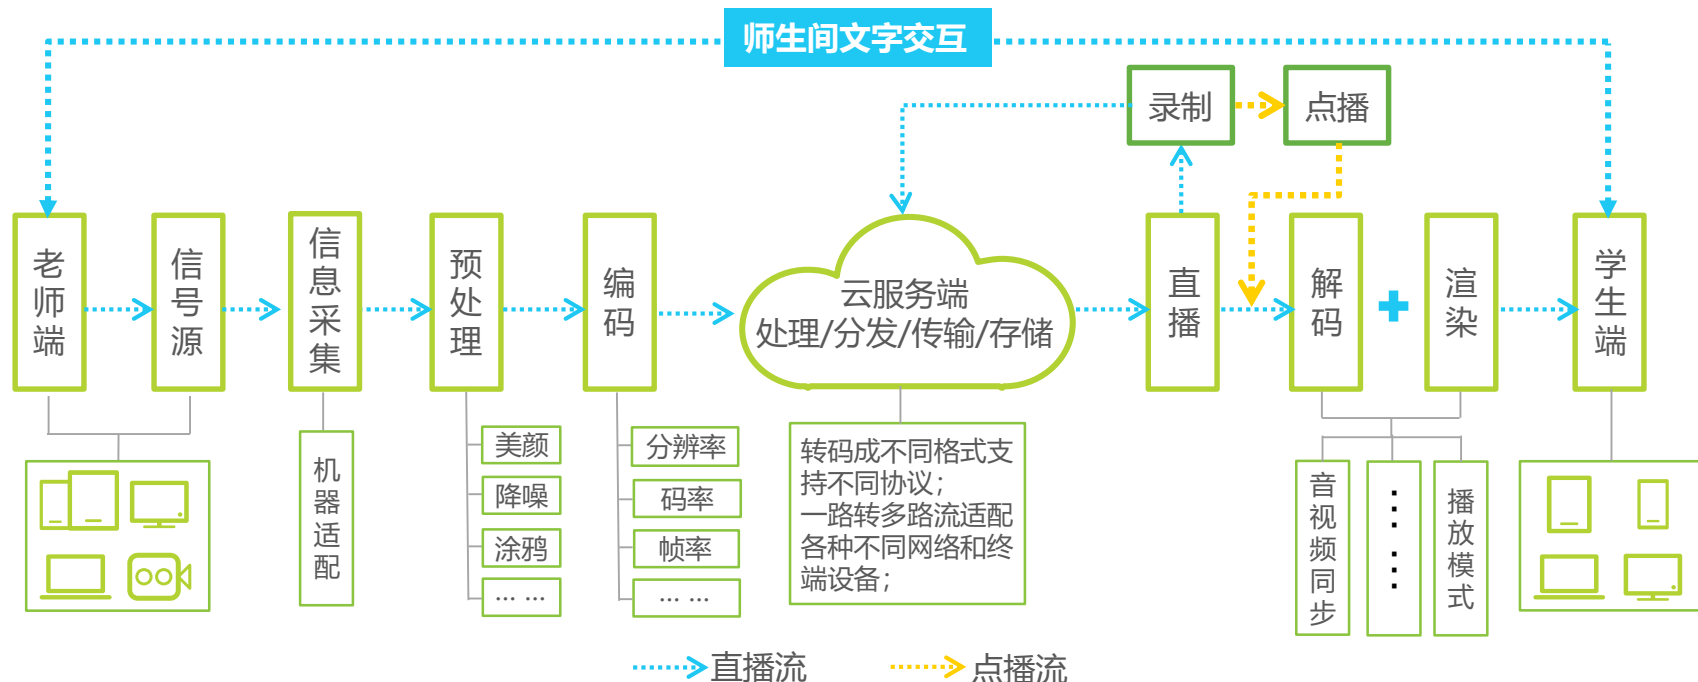 师生间文字交互
录制
点播
老师端
信号源
信息采集
预处理
编码
云服务端
处理/分发/传输/存储
直播
解码
渲染
学生端
机器适配
美颜
降噪
涂鸦
... ...
分辨率
码率
帧率
... ...
转码成不同格式支
持不同协议；
一路转多路流适配
各种不同网络和终
端设备；
音视频同步
... ...
播放模式
直播流
点播流